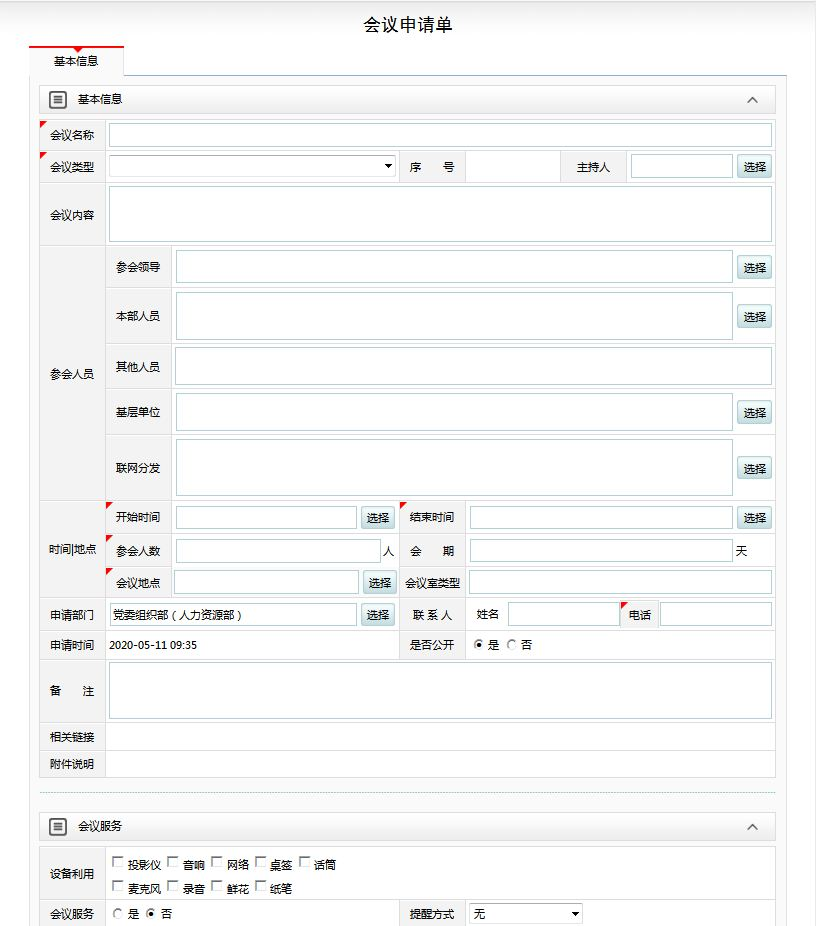 会议申请单
基本信息
基本信息
会议名称
会议类型 序 号 主持人 选择
会议内容
参会人员
参会领导 选择
本部人员 选择
其他人员
基层单位 选择
联网分发 选择
时间|地点
开始时间 选择 结束时间 选择
参会人数 人 会 期 天
会议地点 选择 会议室类型
申请部门 党委组织部（人力资源部） 选择 联 系 人 姓名 电话
申请时间 2020-05-11 09:35 是否公开 是 否
备 注
相关链接
附件说明
会议服务
设备利用
投影仪 音响 网络 桌签 话筒
麦克风 录音 鲜花 纸笔
会议服务 是 否 提醒方式 无